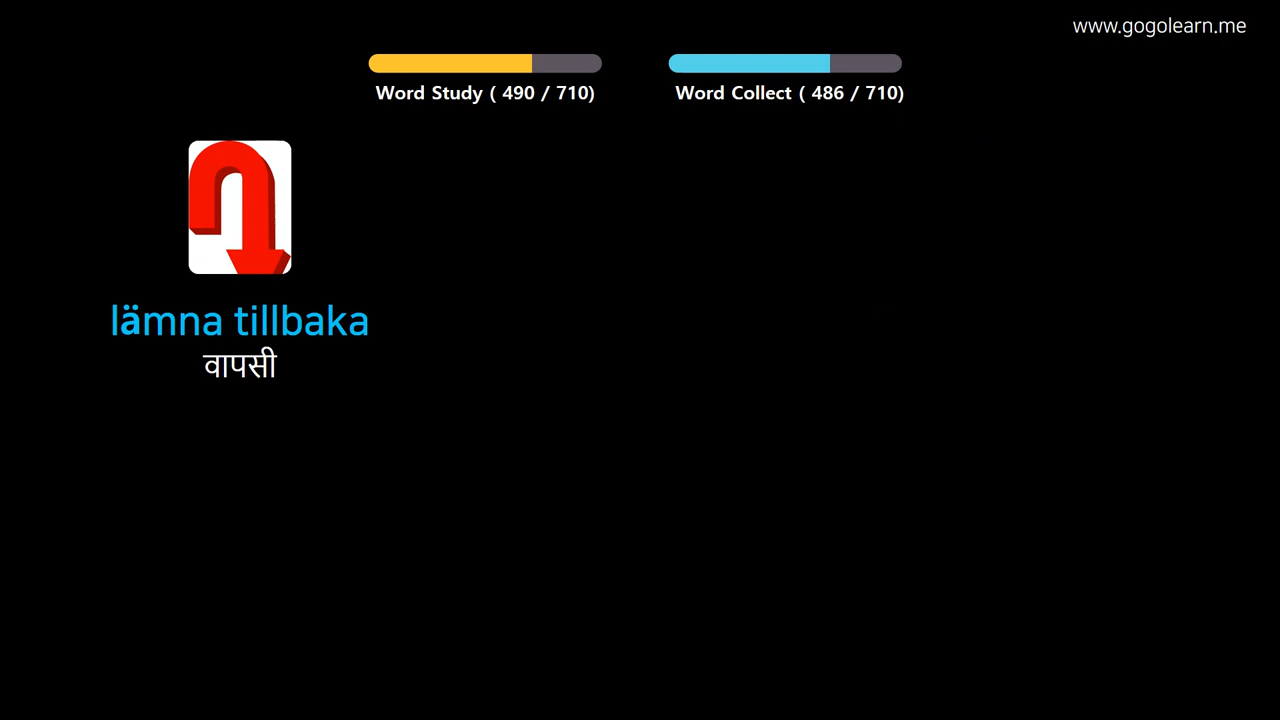 www.gogolearn.me
Word Study ( 490 / 710)
Word Collect ( 486 / 710)
lämna tillbaka
वापसी